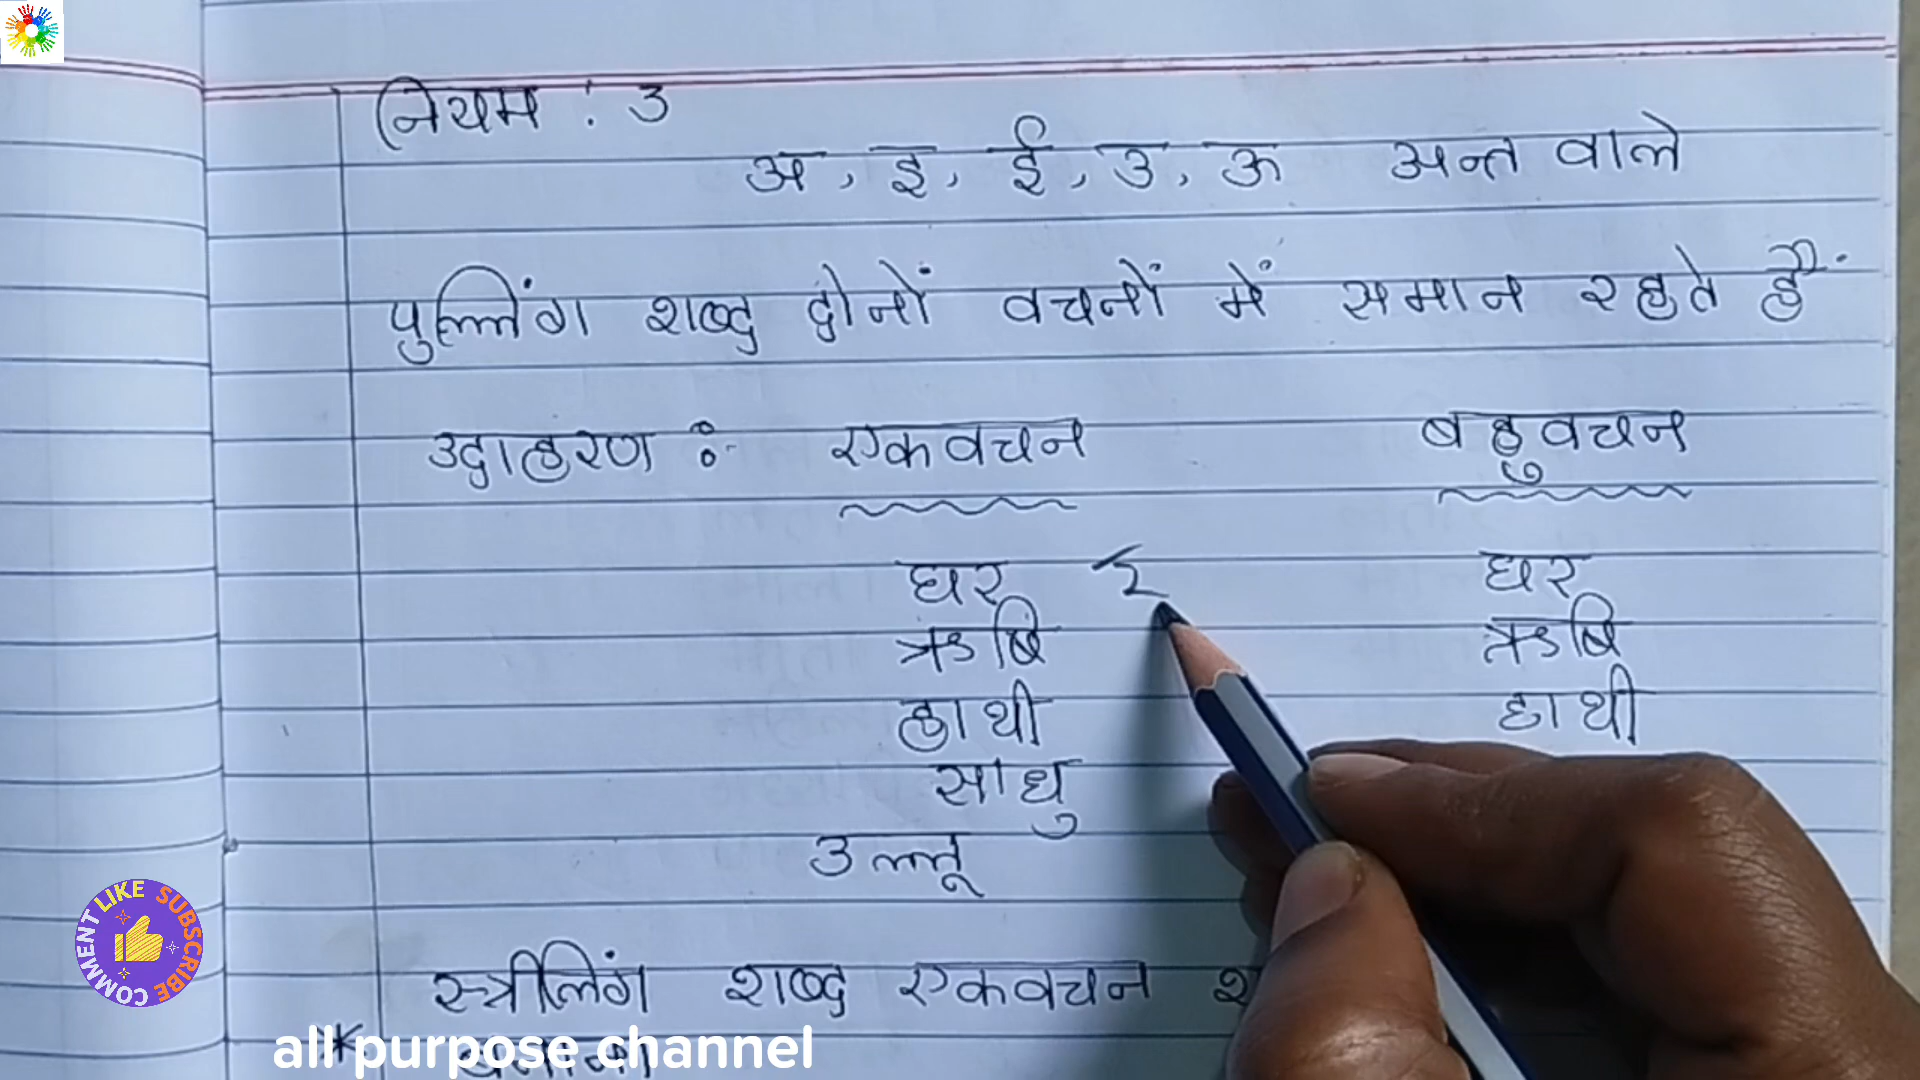 नियम : 3
अ, इ, ई, उ, ऊ अन्त वाले
पुल्लिंग शब्द दोनों वचनों में समान रहते हैं
उदाहरण : एकवचन बहुवचन
घर घर
ऋषि ऋषि
हाथी हाथी
साधु
उल्लू
स्त्रीलिंग शब्द एकवचन
LIKE SUBSCRIBE COMMENT
all purpose channel